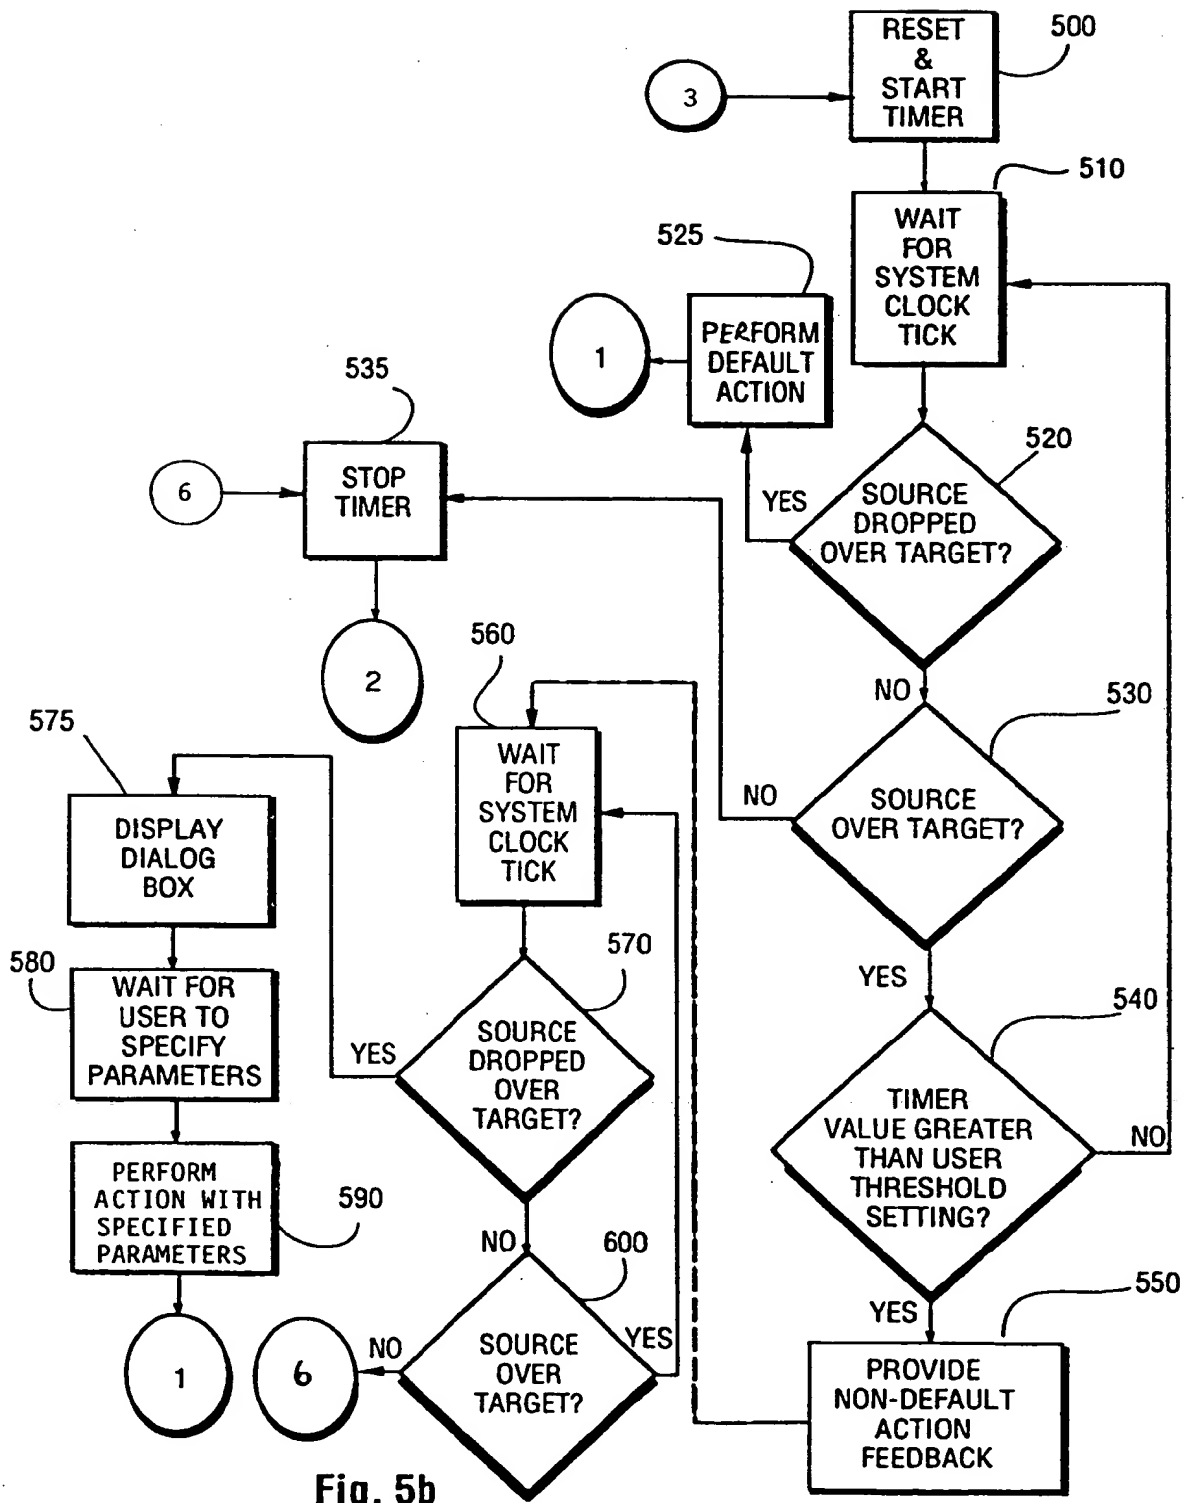 RESET
&
START
TIMER
500
3
510
WAIT
FOR
SYSTEM
CLOCK
TICK
525
PERFORM
DEFAULT
ACTION
1
535
STOP
TIMER
6
2
520
YES
SOURCE
DROPPED
OVER TARGET?
NO
530
NO
SOURCE
OVER TARGET?
YES
540
TIMER
VALUE GREATER
THAN USER
THRESHOLD
SETTING?
NO
YES
550
PROVIDE
NON-DEFAULT
ACTION
FEEDBACK
560
WAIT
FOR
SYSTEM
CLOCK
TICK
570
YES
SOURCE
DROPPED
OVER
TARGET?
NO
600
NO
SOURCE
OVER
TARGET?
YES
6
575
DISPLAY
DIALOG
BOX
580
WAIT FOR
USER TO
SPECIFY
PARAMETERS
590
PERFORM
ACTION WITH
SPECIFIED
PARAMETERS
1
Fig. 5b